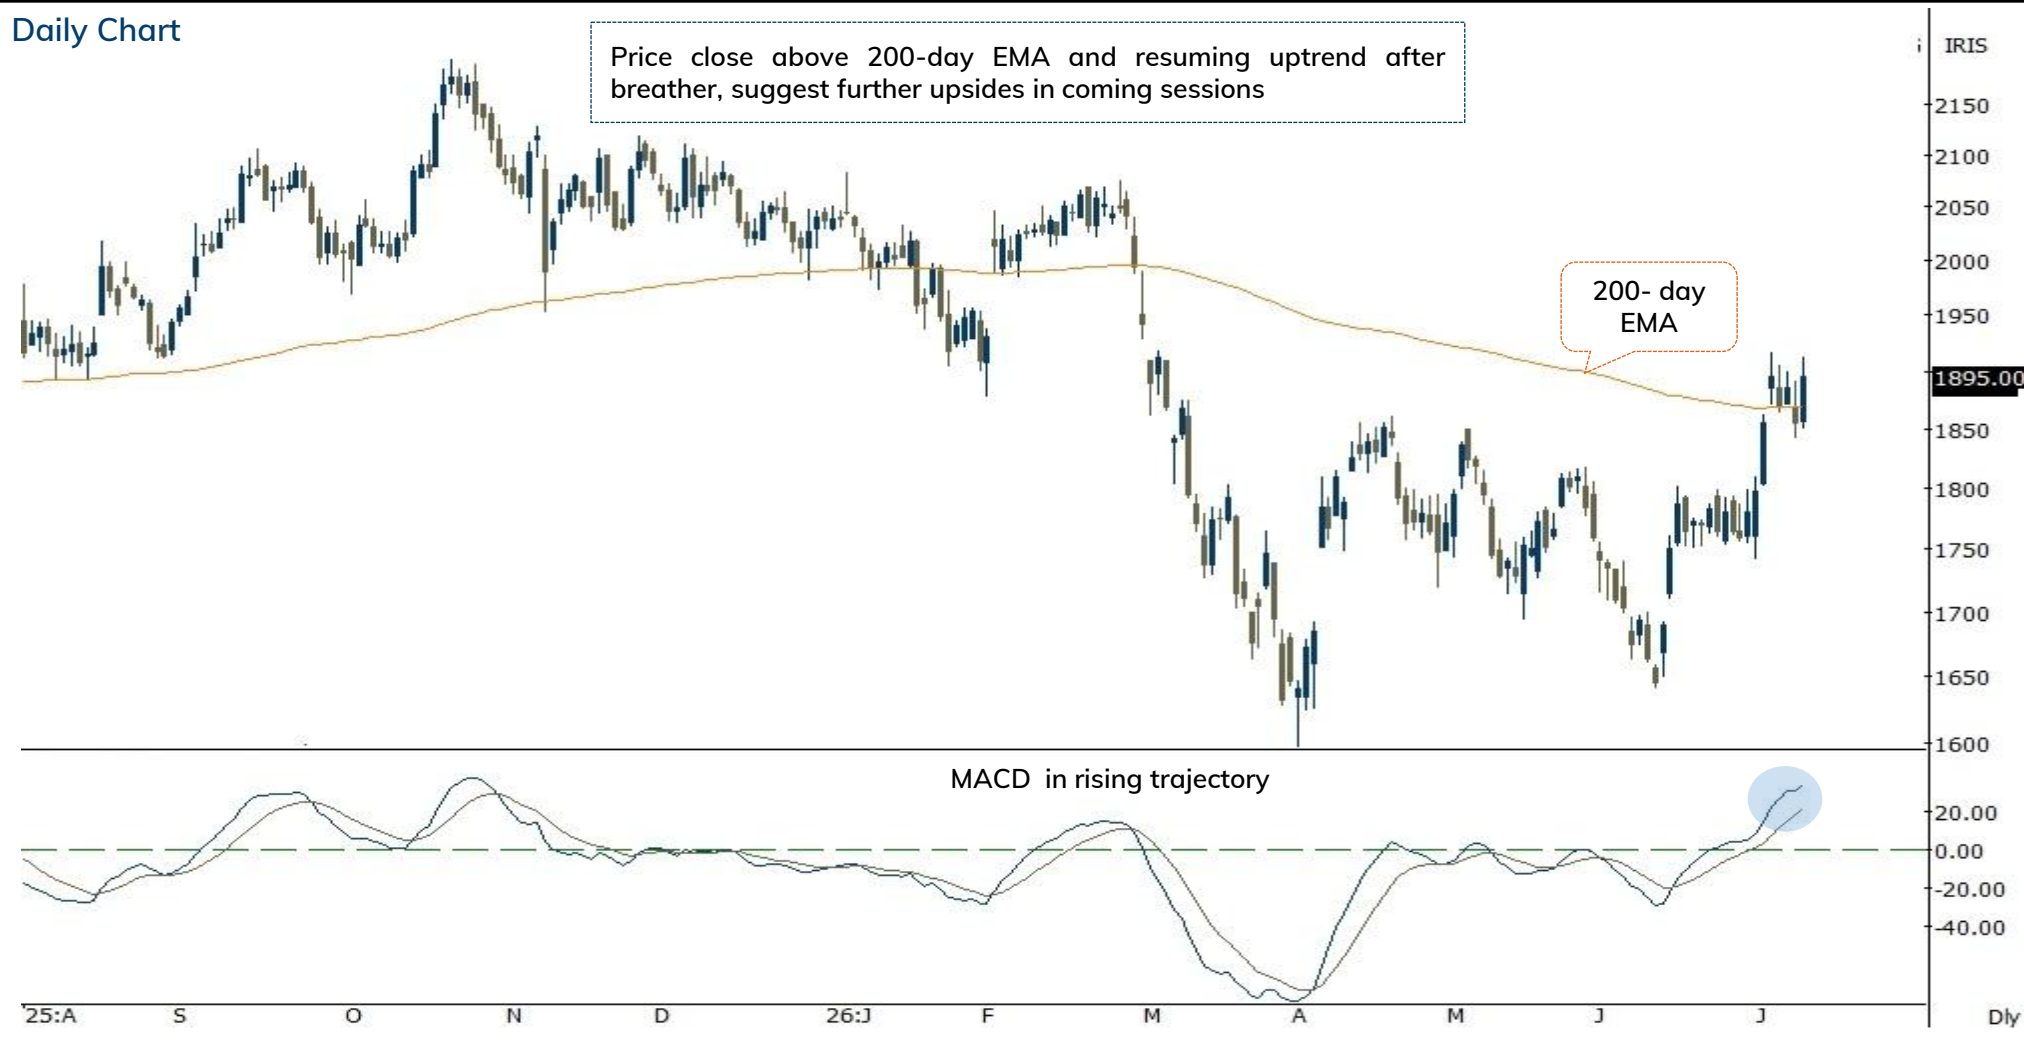 Daily Chart
Price close above 200-day EMA and resuming uptrend after
breather, suggest further upsides in coming sessions
i IRIS
2150
2100
2050
2000
1950
200- day
EMA
1895.00
1850
1800
1750
1700
1650
1600
MACD in rising trajectory
20.00
0.00
-20.00
-40.00
'25:A S O N D 26:J F M A M J J Dly